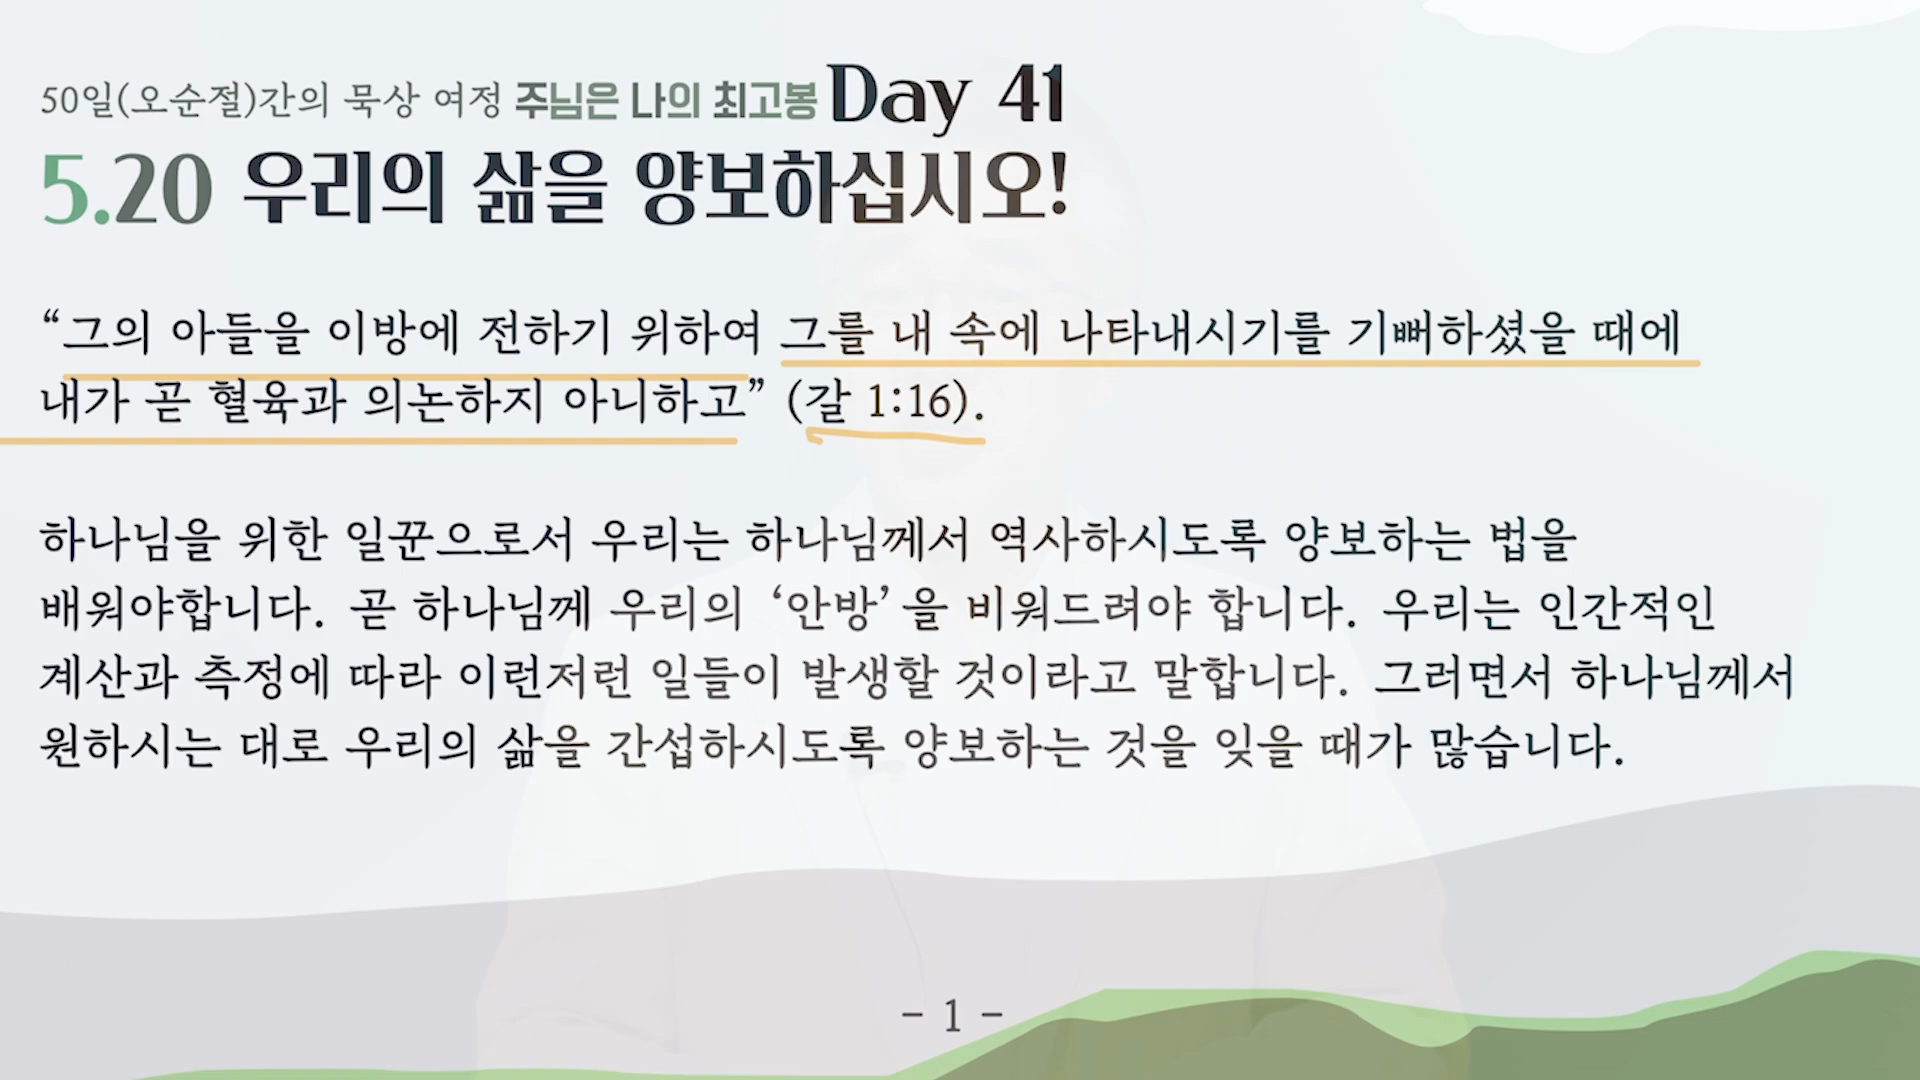 50일(오순절)간의 묵상 여정 주님은 나의 최고봉 Day 41
5.20 우리의 삶을 양보하십시오!
“그의 아들을 이방에 전하기 위하여 그를 내 속에 나타내시기를 기뻐하셨을 때에
내가 곧 혈육과 의논하지 아니하고” (갈 1:16).
하나님을 위한 일꾼으로서 우리는 하나님께서 역사하시도록 양보하는 법을
배워야합니다. 곧 하나님께 우리의 ‘안방’을 비워드려야 합니다. 우리는 인간적인
계산과 측정에 따라 이런저런 일들이 발생할 것이라고 말합니다. 그러면서 하나님께서
원하시는 대로 우리의 삶을 간섭하시도록 양보하는 것을 잊을 때가 많습니다.
- 1 -